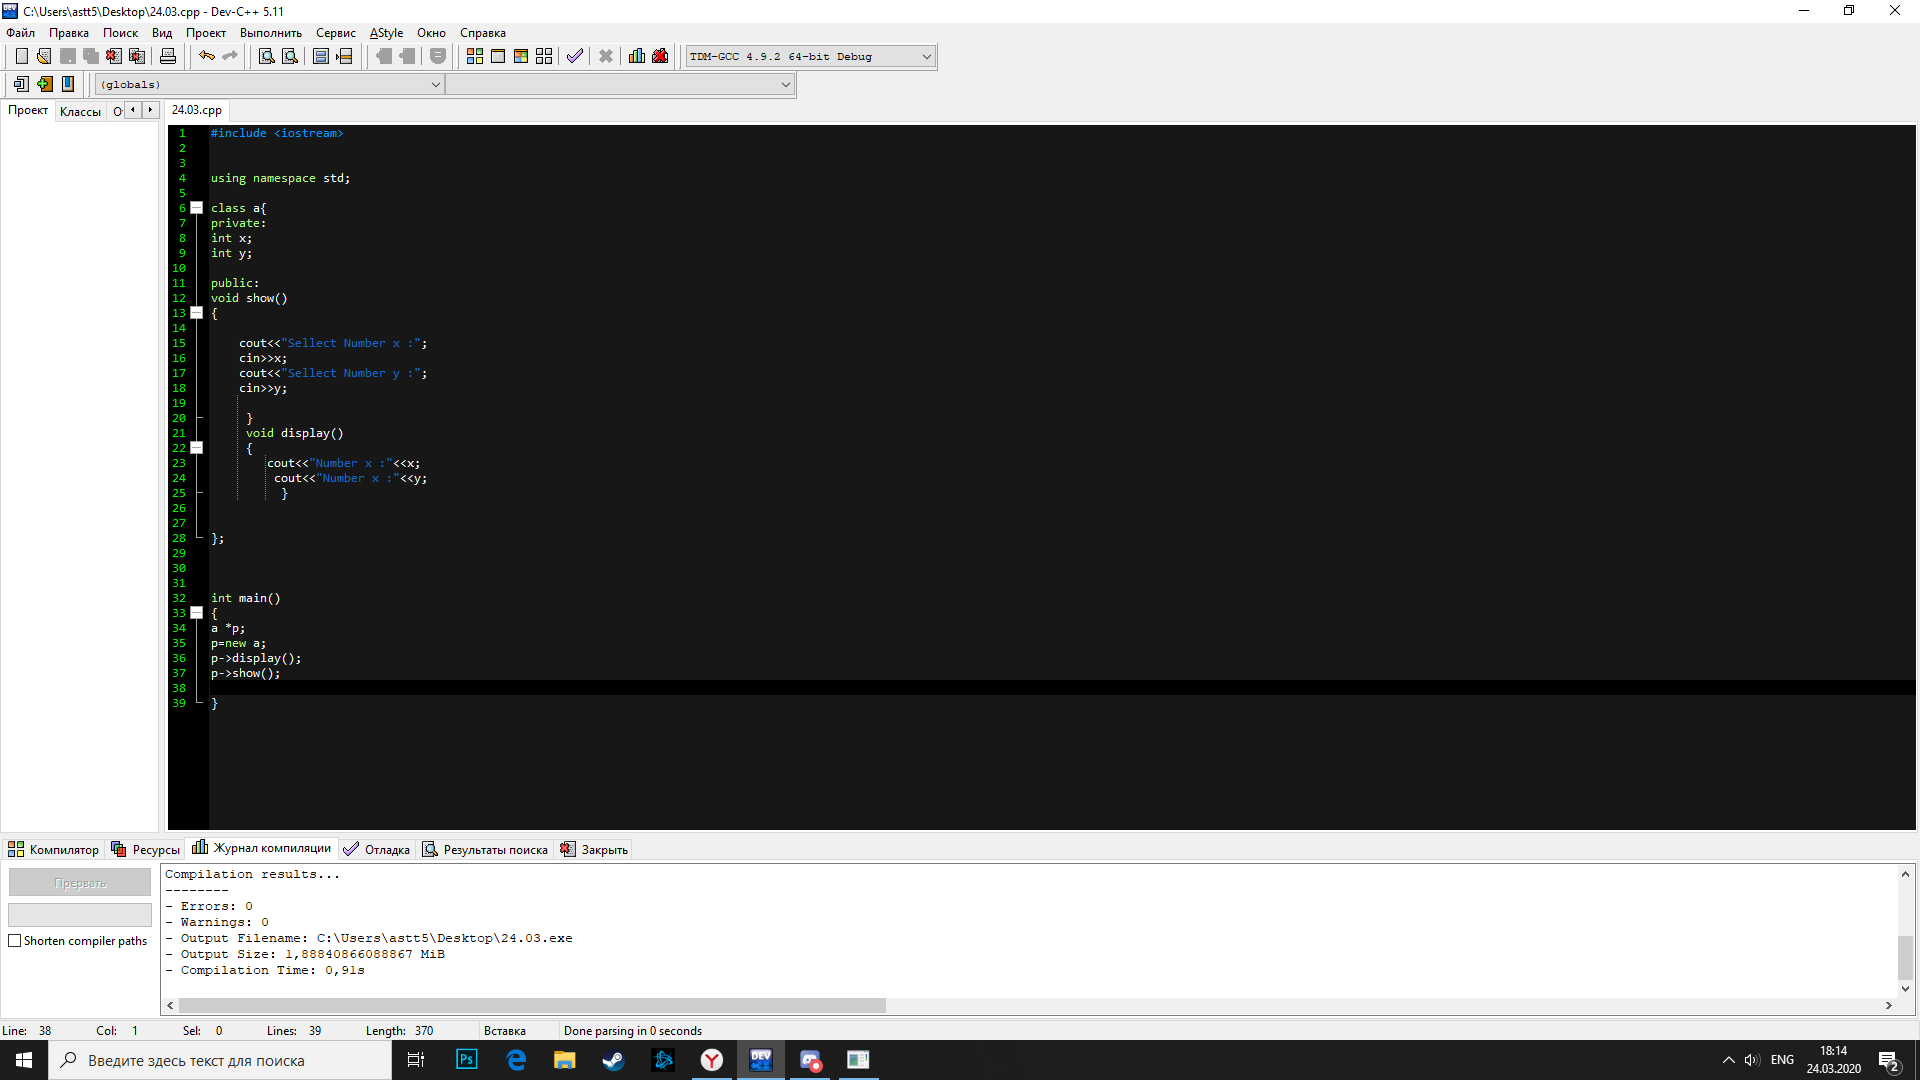 C:\Users\astt5\Desktop\24.03.cpp - Dev-C++ 5.11
Файл Правка Поиск Вид Проект Выполнить Сервис AStyle Окно Справка
TDM-GCC 4.9.2 64-bit Debug
(globals)
Проект Классы О
24.03.cpp
1 #include <iostream>
2
3
4 using namespace std;
5
6 class a{
7 private:
8 int x;
9 int y;
10
11 public:
12 void show()
13 {
14
15 cout<<"Sellect Number x :";
16 cin>>x;
17 cout<<"Sellect Number y :";
18 cin>>y;
19
20 }
21 void display()
22 {
23 cout<<"Number x :"<<x;
24 cout<<"Number x :"<<y;
25 }
26
27
28 };
29
30
31
32 int main()
33 {
34 a *p;
35 p=new a;
36 p->display();
37 p->show();
38
39 }
Компилятор Ресурсы Журнал компиляции Отладка Результаты поиска Закрыть
Прервать
Shorten compiler paths
Compilation results...
--------
- Errors: 0
- Warnings: 0
- Output Filename: C:\Users\astt5\Desktop\24.03.exe
- Output Size: 1,88840866088867 MiB
- Compilation Time: 0,91s
Line: 38 Col: 1 Sel: 0 Lines: 39 Length: 370 Вставка Done parsing in 0 seconds
Введите здесь текст для поиска
Ps
DEV
C++
ENG
18:14
24.03.2020
2